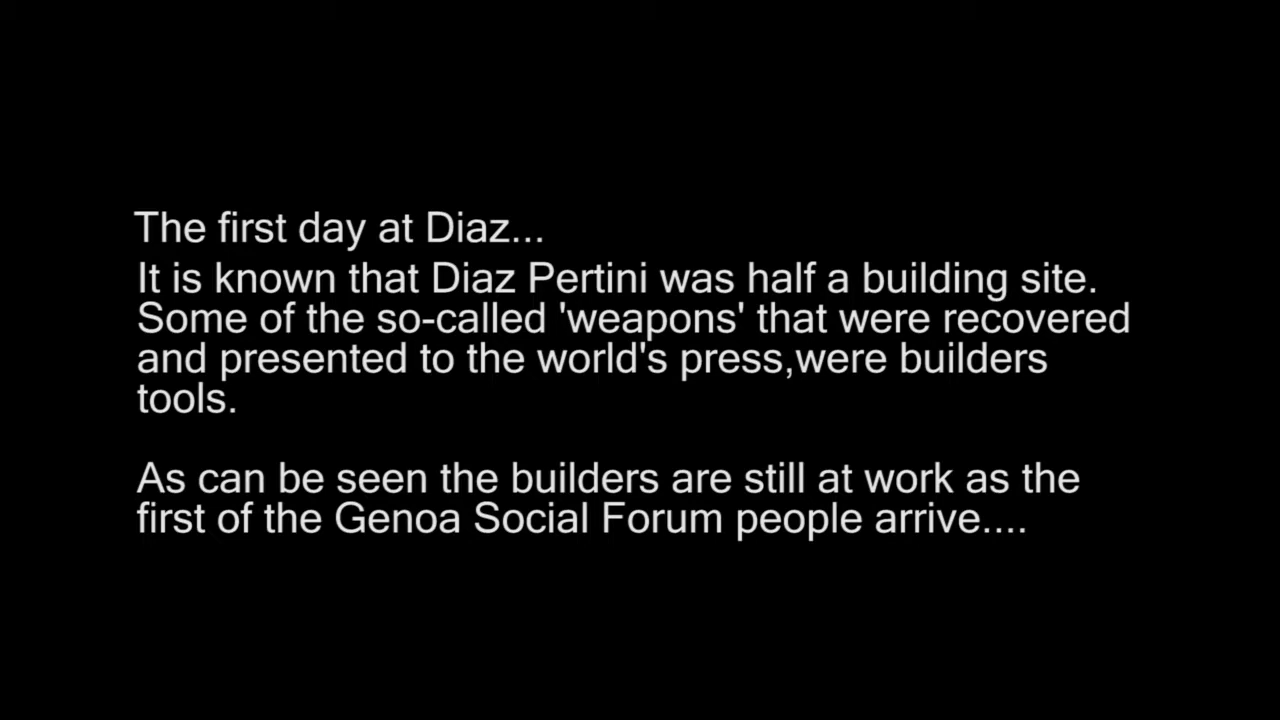 The first day at Diaz...
It is known that Diaz Pertini was half a building site.
Some of the so-called 'weapons' that were recovered
and presented to the world's press,were builders
tools.
As can be seen the builders are still at work as the
first of the Genoa Social Forum people arrive....